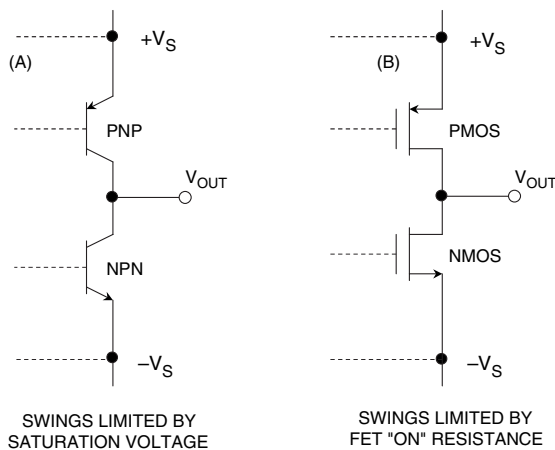 (A)
+VS
PNP
VOUT
NPN
–VS
SWINGS LIMITED BY
SATURATION VOLTAGE
(B)
+VS
PMOS
VOUT
NMOS
–VS
SWINGS LIMITED BY
FET "ON" RESISTANCE